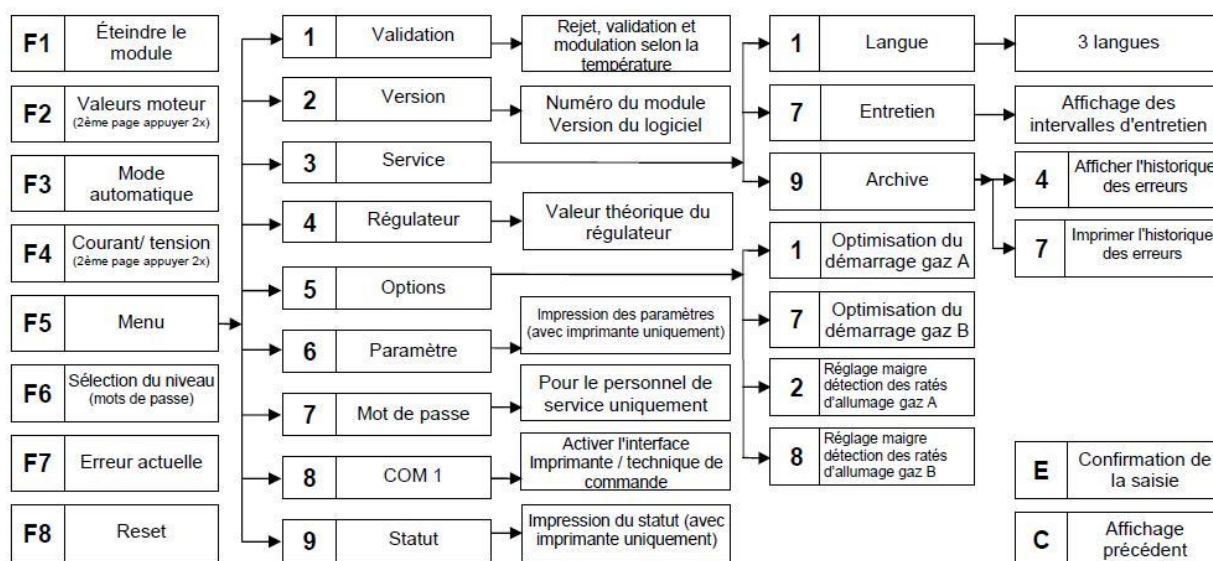 F1 Éteindre le
module
F2 Valeurs moteur
(2ème page appuyer 2x)
F3 Mode
automatique
F4 Courant/ tension
(2ème page appuyer 2x)
F5 Menu
F6 Sélection du niveau
(mots de passe)
F7 Erreur actuelle
F8 Reset
1 Validation
Rejet, validation et
modulation selon la
température
2 Version
Numéro du module
Version du logiciel
3 Service
4 Régulateur
Valeur théorique du
régulateur
5 Options
6 Paramètre
Impression des paramètres
(avec imprimante uniquement)
7 Mot de passe
Pour le personnel de
service uniquement
8 COM 1
Activer l'interface
Imprimante / technique de
commande
9 Statut
Impression du statut (avec
imprimante uniquement)
1 Langue
3 langues
7 Entretien
Affichage des
intervalles d'entretien
9 Archive
4 Afficher l'historique
des erreurs
7 Imprimer l'historique
des erreurs
1 Optimisation du
démarrage gaz A
7 Optimisation du
démarrage gaz B
2 Réglage maigre
détection des ratés
d'allumage gaz A
8 Réglage maigre
détection des ratés
d'allumage gaz B
E Confirmation de
la saisie
C Affichage
précédent